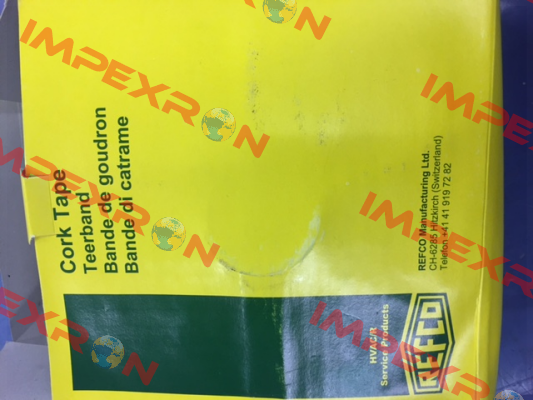 Cork Tape
Teerband
Bande de goudron
Bande di catrame
REFCO Manufacturing Ltd.
CH-6285 Hitzkirch (Switzerland)
Telefon +41 41 919 72 82
HVAC/R
Service Products
REFCO
IMPEXRON
IMPEXRON
IMPEXRON
IMPEXRON
IMPEXRON
IMPEXRON
IMPEXRON